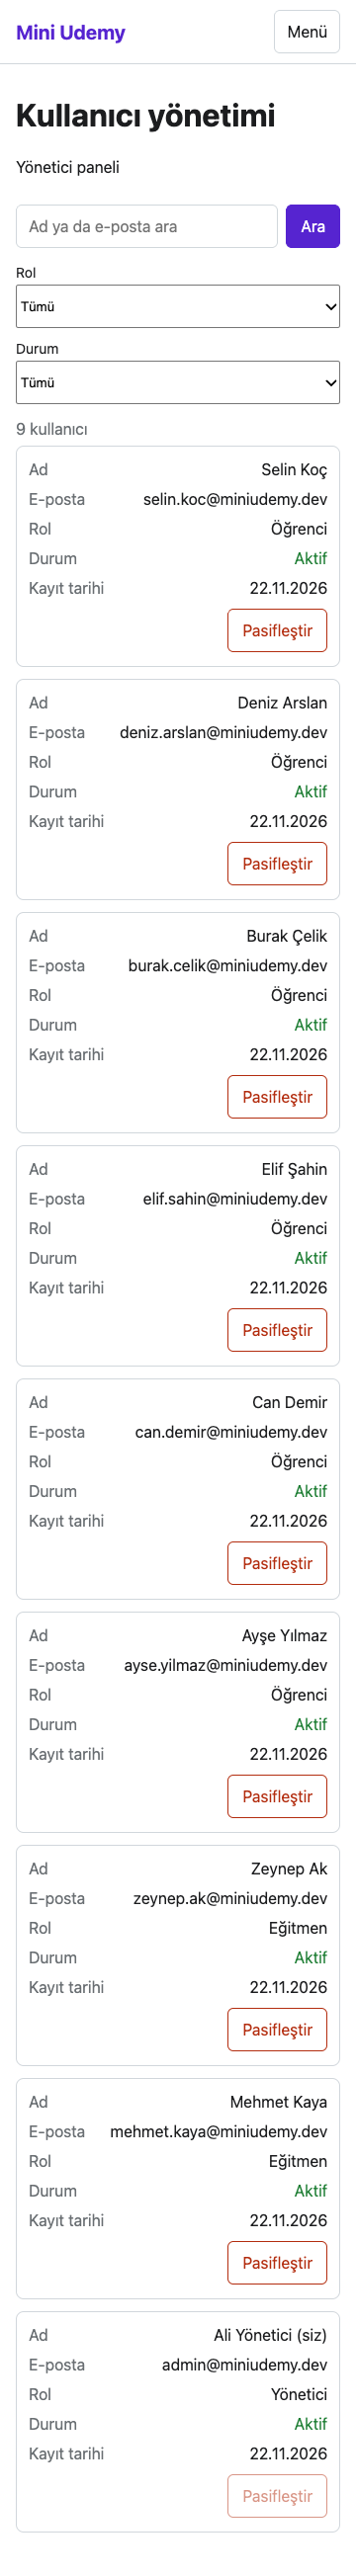 Mini Udemy
Menü
Kullanıcı yönetimi
Yönetici paneli
Ad ya da e-posta ara
Ara
Rol
Tümü
Durum
Tümü
9 kullanıcı
Ad Selin Koç
E-posta selin.koc@miniudemy.dev
Rol Öğrenci
Durum Aktif
Kayıt tarihi 22.11.2026
Pasifleştir
Ad Deniz Arslan
E-posta deniz.arslan@miniudemy.dev
Rol Öğrenci
Durum Aktif
Kayıt tarihi 22.11.2026
Pasifleştir
Ad Burak Çelik
E-posta burak.celik@miniudemy.dev
Rol Öğrenci
Durum Aktif
Kayıt tarihi 22.11.2026
Pasifleştir
Ad Elif Şahin
E-posta elif.sahin@miniudemy.dev
Rol Öğrenci
Durum Aktif
Kayıt tarihi 22.11.2026
Pasifleştir
Ad Can Demir
E-posta can.demir@miniudemy.dev
Rol Öğrenci
Durum Aktif
Kayıt tarihi 22.11.2026
Pasifleştir
Ad Ayşe Yılmaz
E-posta ayse.yilmaz@miniudemy.dev
Rol Öğrenci
Durum Aktif
Kayıt tarihi 22.11.2026
Pasifleştir
Ad Zeynep Ak
E-posta zeynep.ak@miniudemy.dev
Rol Eğitmen
Durum Aktif
Kayıt tarihi 22.11.2026
Pasifleştir
Ad Mehmet Kaya
E-posta mehmet.kaya@miniudemy.dev
Rol Eğitmen
Durum Aktif
Kayıt tarihi 22.11.2026
Pasifleştir
Ad Ali Yönetici (siz)
E-posta admin@miniudemy.dev
Rol Yönetici
Durum Aktif
Kayıt tarihi 22.11.2026
Pasifleştir